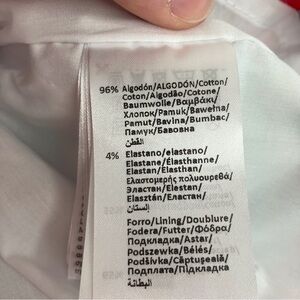 96% Algodón/ALGODÓN/Cotton/
Coton/Algodão/Cotone/
Baumwolle/Βαμβάκι/
Хлопок/Pamuk/Bawełna/
Pamut/Bavlna/Bumbac/
Памук/Бавовна
القطن
4% Elastano/elastano/
Elastane/Élasthanne/
Elastan/Elasthan/
Ελαστομερής πολυουρεθά/
Эластан/Elestan/
Elasztán/Еластан/
إلستان
Forro/Lining/Doublure/
Fodera/Futter/Φόδρα/
Подкладка/Astar/
Podszewka/Bélés/
Podšívka/Căptuşeală/
Подплата/Підкладка
البطانة